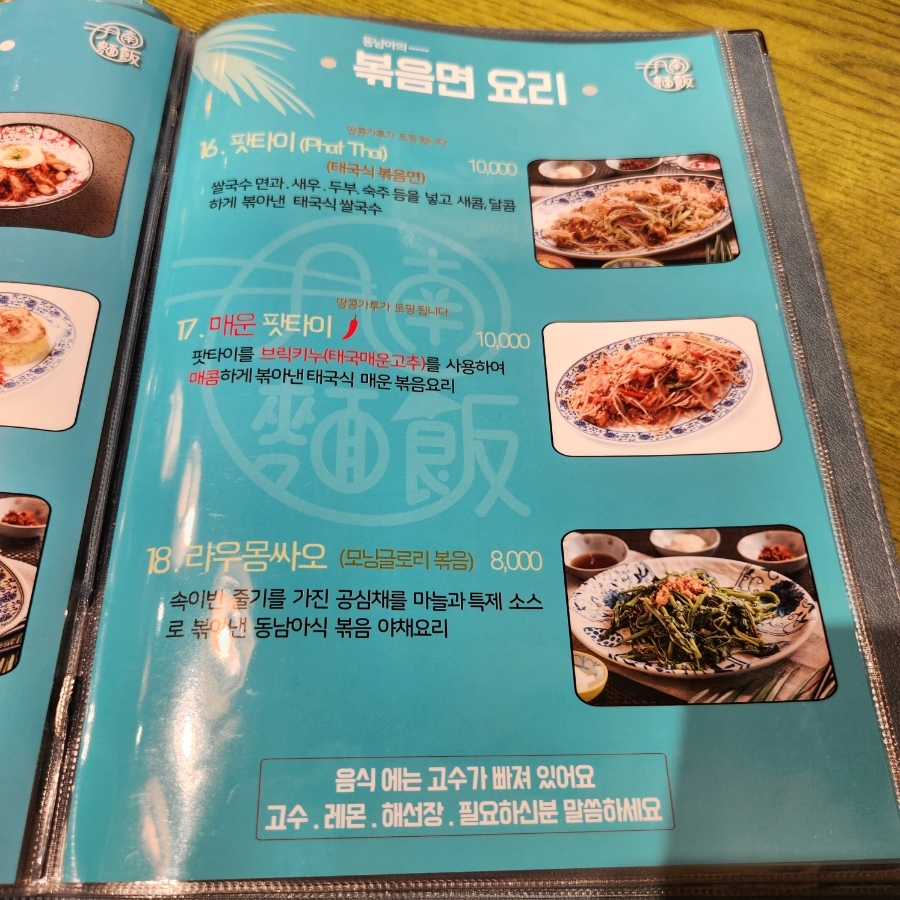 동남아의
볶음면 요리
南
麵飯
땅콩가루가 토핑 됩니다
16. 팟타이 (Phat Thai) 10,000
(태국식 볶음면)
쌀국수 면과. 새우. 두부. 숙주 등을 넣고 새콤, 달콤
하게 볶아낸 태국식 쌀국수
땅콩가루가 토핑 됩니다
17. 매운 팟타이 10,000
팟타이를 브릭키누(태국매운고추)를 사용하여
매콤하게 볶아낸 태국식 매운 볶음요리
南
麵飯
18. 랴우몽싸오 (모닝글로리 볶음) 8,000
속이빈 줄기를 가진 공심채를 마늘과 특제 소스
로 볶아낸 동남아식 볶음 야채요리
음식 에는 고수가 빠져 있어요
고수. 레몬. 해선장. 필요하신분 말씀하세요
南
麵飯